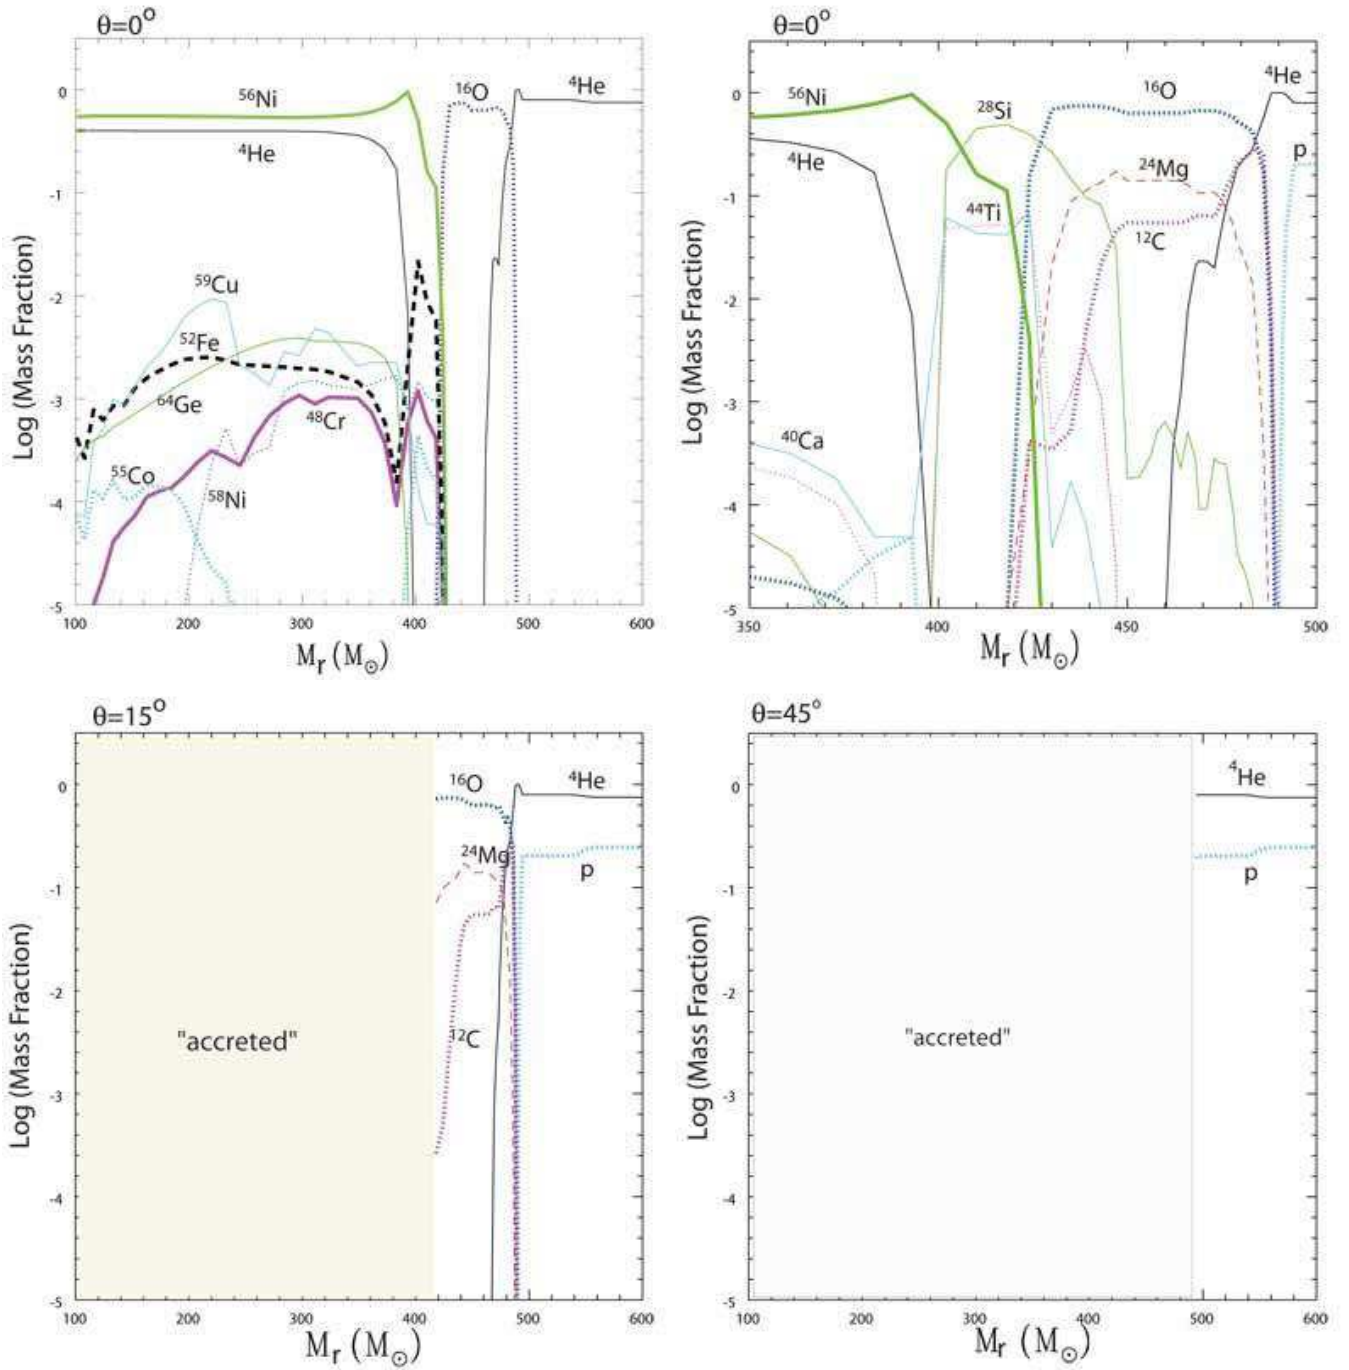 θ=0°
Log (Mass Fraction)
0
-1
-2
-3
-4
-5
⁵⁶Ni
⁴He
¹⁶O
⁴He
⁵⁹Cu
⁵²Fe
⁶⁴Ge
⁴⁸Cr
⁵⁵Co
⁵⁸Ni
100 200 300 400 500 600
Mᵣ (M☉)
θ=0°
Log (Mass Fraction)
0
-1
-2
-3
-4
-5
⁵⁶Ni
⁴He
²⁸Si
¹⁶O
⁴He
p
²⁴Mg
⁴⁴Ti
¹²C
⁴⁰Ca
350 400 450 500
Mᵣ (M☉)
θ=15°
Log (Mass Fraction)
0
-1
-2
-3
-4
-5
¹⁶O
⁴He
²⁴Mg
p
¹²C
"accreted"
100 200 300 400 500 600
Mᵣ (M☉)
θ=45°
Log (Mass Fraction)
0
-1
-2
-3
-4
-5
⁴He
p
"accreted"
100 200 300 400 500 600
Mᵣ (M☉)